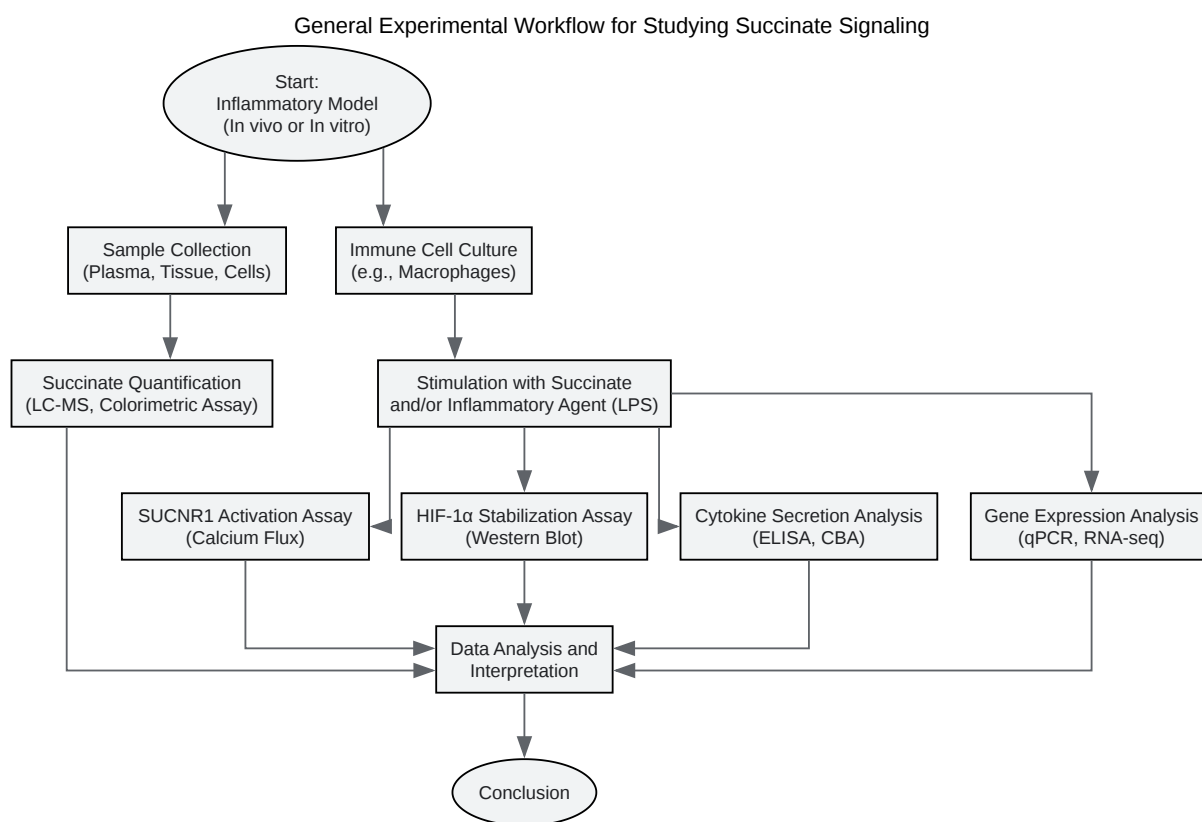 General Experimental Workflow for Studying Succinate Signaling
Start:
Inflammatory Model
(In vivo or In vitro)
Sample Collection
(Plasma, Tissue, Cells)
Immune Cell Culture
(e.g., Macrophages)
Succinate Quantification
(LC-MS, Colorimetric Assay)
Stimulation with Succinate
and/or Inflammatory Agent (LPS)
SUCNR1 Activation Assay
(Calcium Flux)
HIF-1α Stabilization Assay
(Western Blot)
Cytokine Secretion Analysis
(ELISA, CBA)
Gene Expression Analysis
(qPCR, RNA-seq)
Data Analysis and
Interpretation
Conclusion